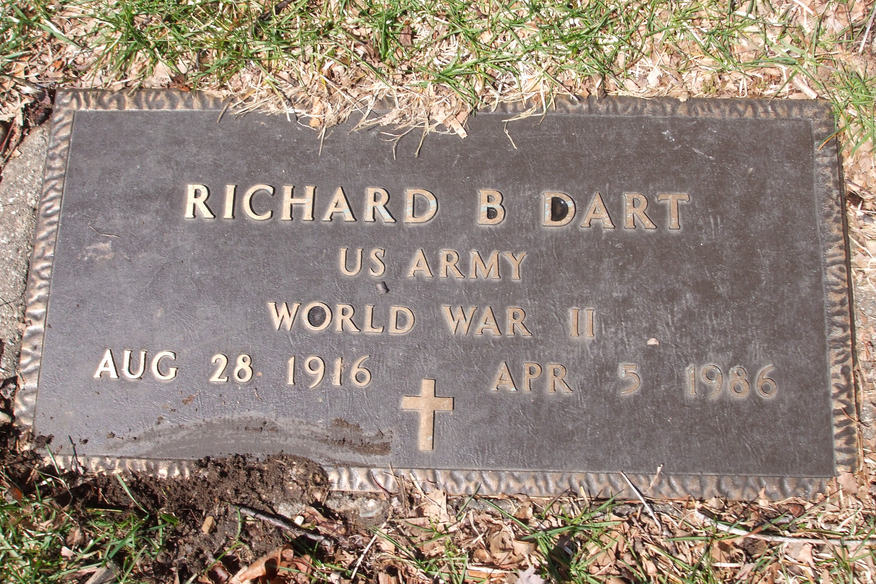 RICHARD B DART
US ARMY
WORLD WAR II
AUG 28 1916 APR 5 1986